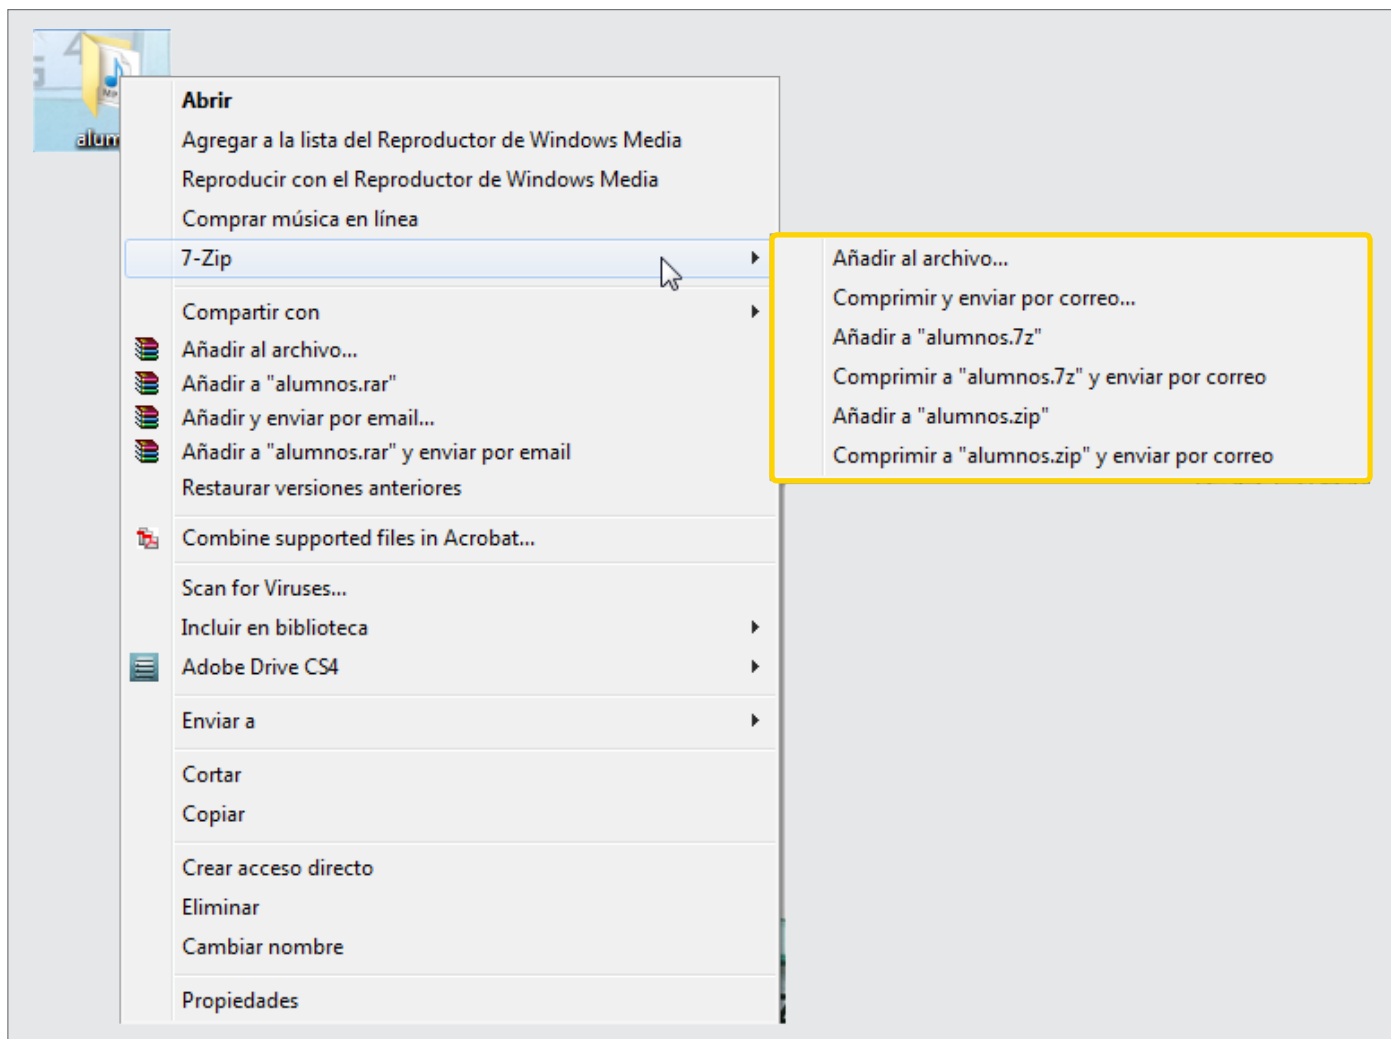 Abrir
Agregar a la lista del Reproductor de Windows Media
Reproducir con el Reproductor de Windows Media
Comprar música en línea
7-Zip
Compartir con
Añadir al archivo...
Añadir a "alumnos.rar"
Añadir y enviar por email...
Añadir a "alumnos.rar" y enviar por email
Restaurar versiones anteriores
Combine supported files in Acrobat...
Scan for Viruses...
Incluir en biblioteca
Adobe Drive CS4
Enviar a
Cortar
Copiar
Crear acceso directo
Eliminar
Cambiar nombre
Propiedades
Añadir al archivo...
Comprimir y enviar por correo...
Añadir a "alumnos.7z"
Comprimir a "alumnos.7z" y enviar por correo
Añadir a "alumnos.zip"
Comprimir a "alumnos.zip" y enviar por correo